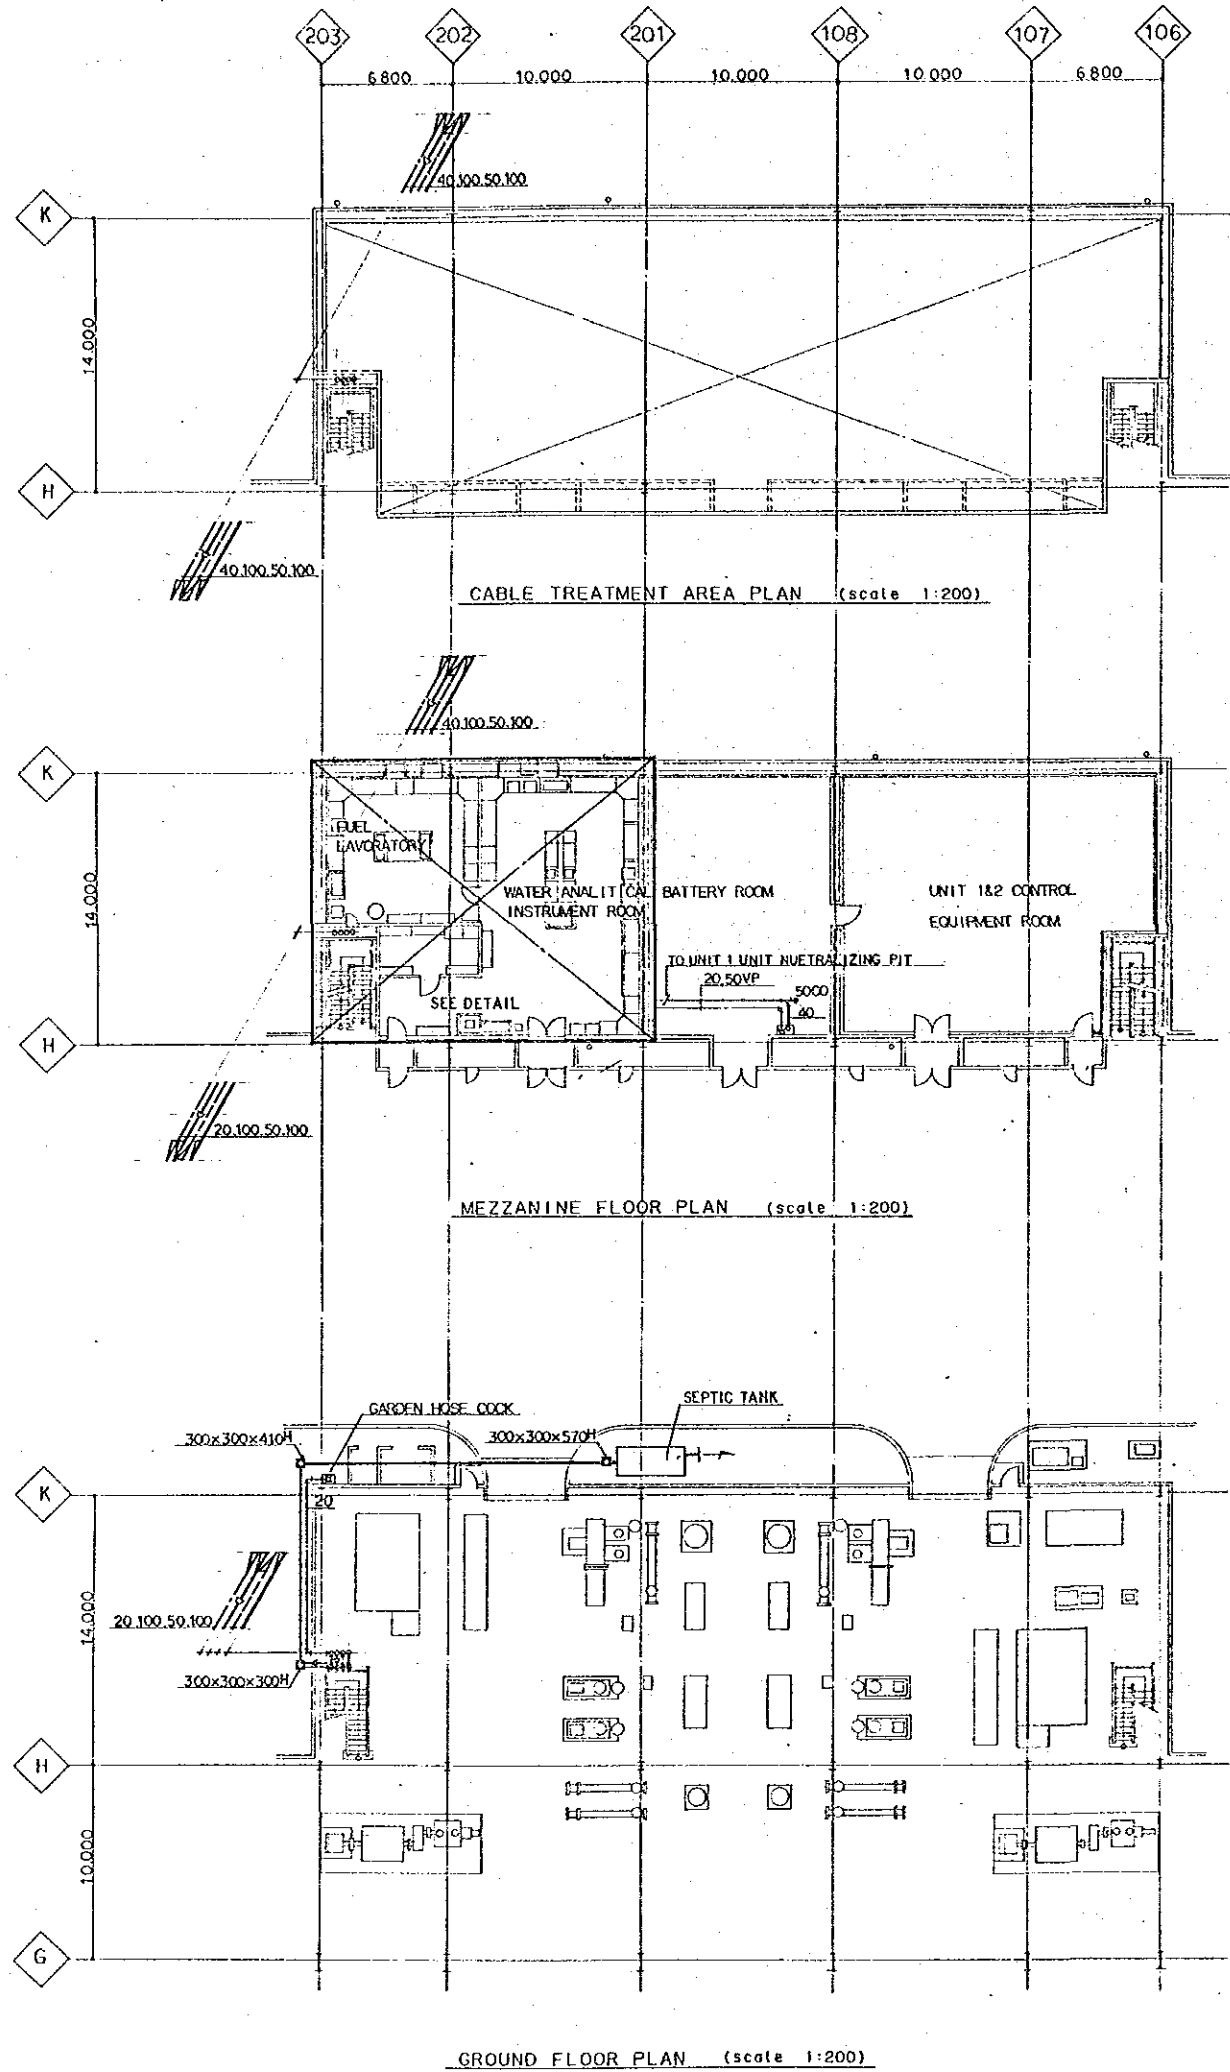 203 202 201 108 107 106
6.800 10.000 10.000 10.000 6.800
40.100.50.100
K
14.000
H
40.100.50.100
CABLE TREATMENT AREA PLAN (scale 1:200)
40.100.50.100
K
FUEL
LAVORATORY
WATER ANALITICAL
INSTRUMENT ROOM
BATTERY ROOM
UNIT 1&2 CONTROL
EQUIPMENT ROOM
14.000
TO UNIT 1 UNIT NUETRALIZING PIT
20.50VP
5000
40
SEE DETAIL
H
20.100.50.100
MEZZANINE FLOOR PLAN (scale 1:200)
SEPTIC TANK
GARDEN HOSE COCK
300×300×410H
300×300×570H
K
20
14.000
20.100.50.100
300×300×300H
H
10.000
G
GROUND FLOOR PLAN (scale 1:200)